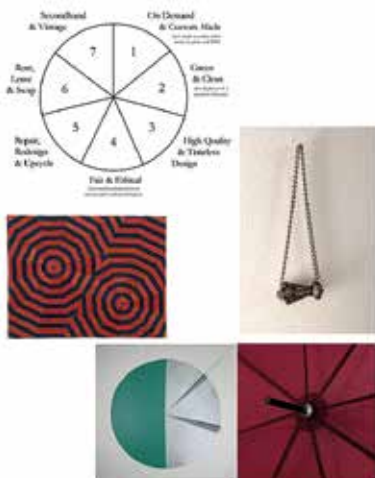 Secondhand
& Vintage
On Demand
& Custom Made
7
1
Green
& Clean
2
Rent,
Lease
& Swap
6
5
4
3
Repair,
Redesign
& Upcycle
High Quality
& Timeless
Design
Fair & Ethical